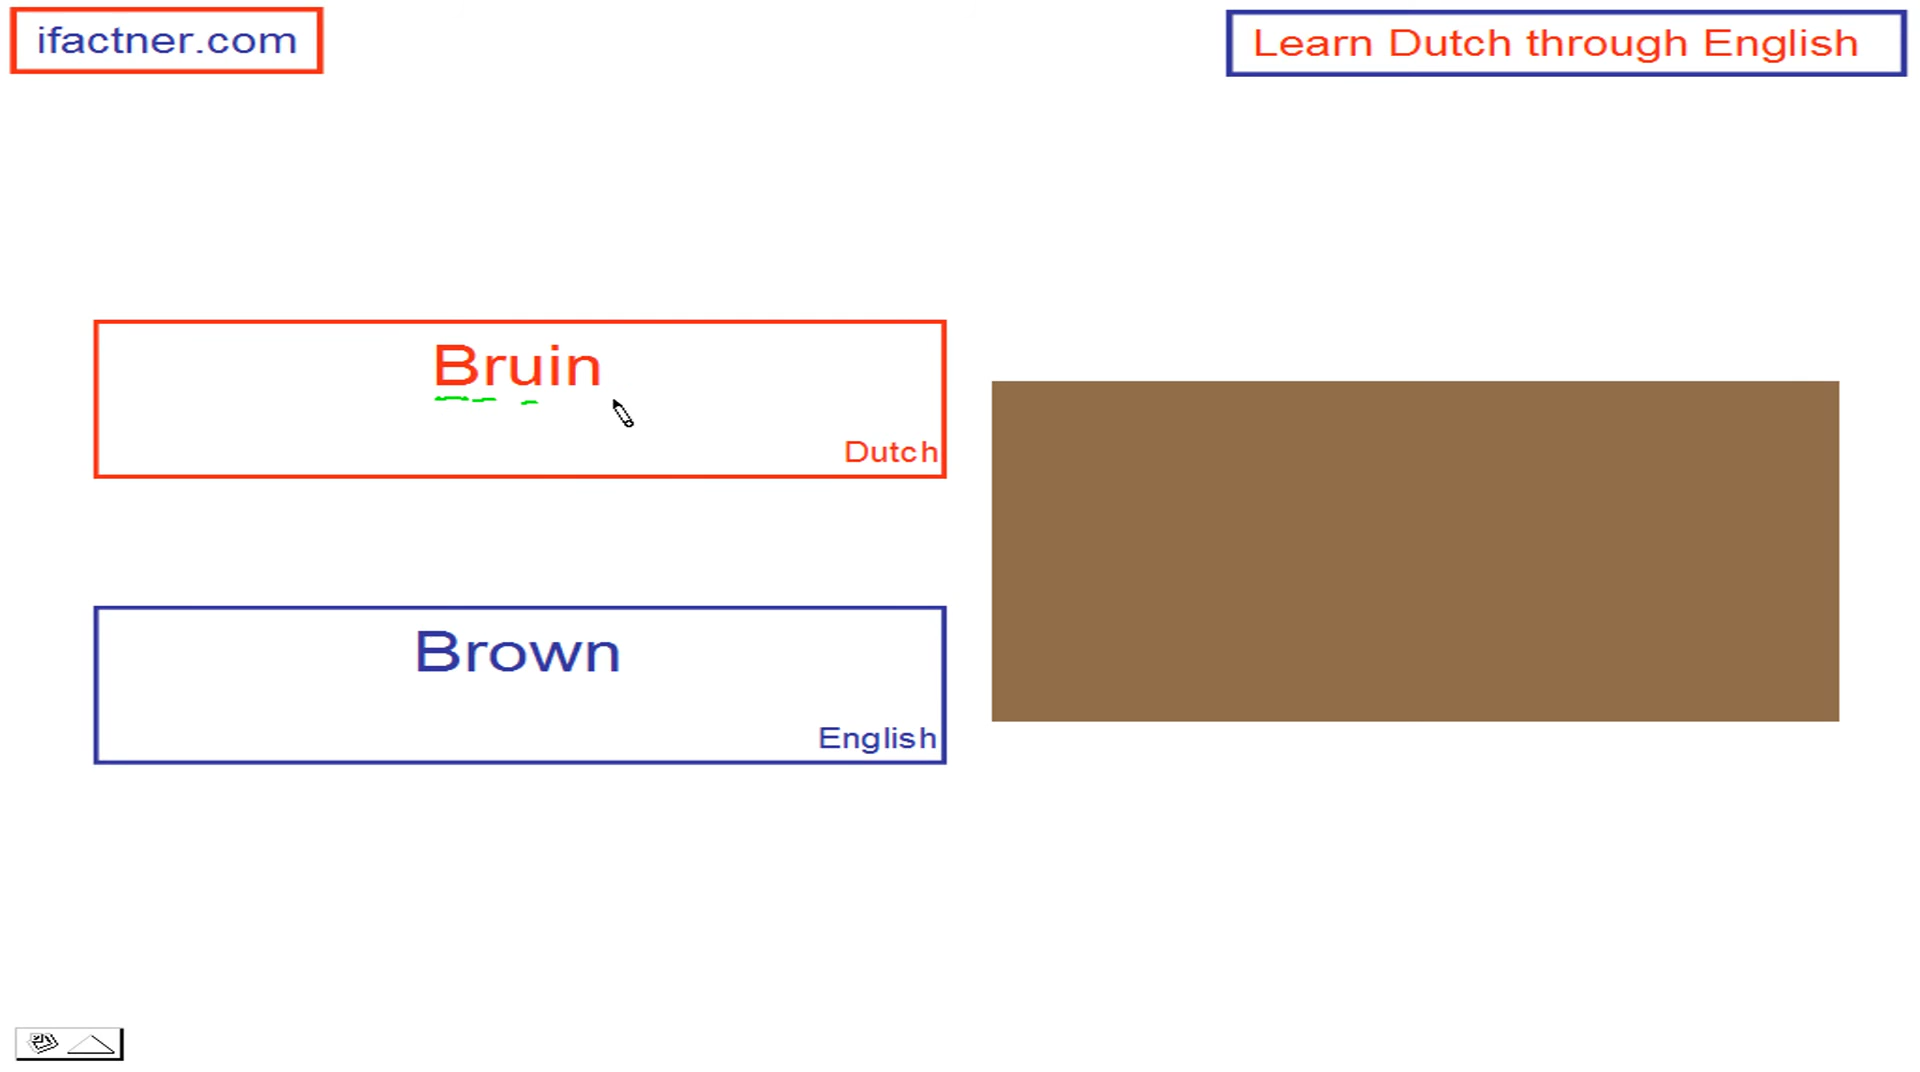 ifactner.com
Learn Dutch through English
Bruin
Dutch
Brown
English